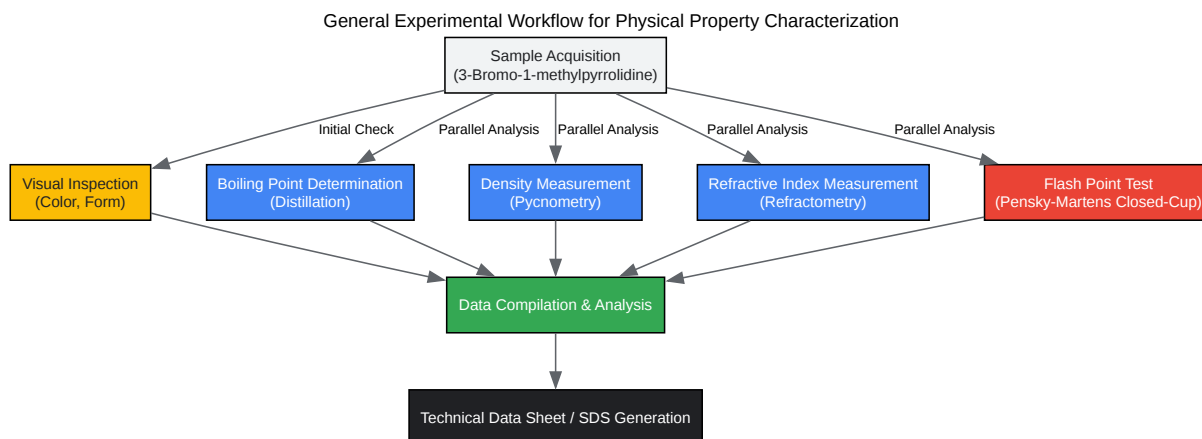 General Experimental Workflow for Physical Property Characterization
Sample Acquisition
(3-Bromo-1-methylpyrrolidine)
Initial Check
Parallel Analysis
Parallel Analysis
Parallel Analysis
Parallel Analysis
Visual Inspection
(Color, Form)
Boiling Point Determination
(Distillation)
Density Measurement
(Pycnometry)
Refractive Index Measurement
(Refractometry)
Flash Point Test
(Pensky-Martens Closed-Cup)
Data Compilation & Analysis
Technical Data Sheet / SDS Generation